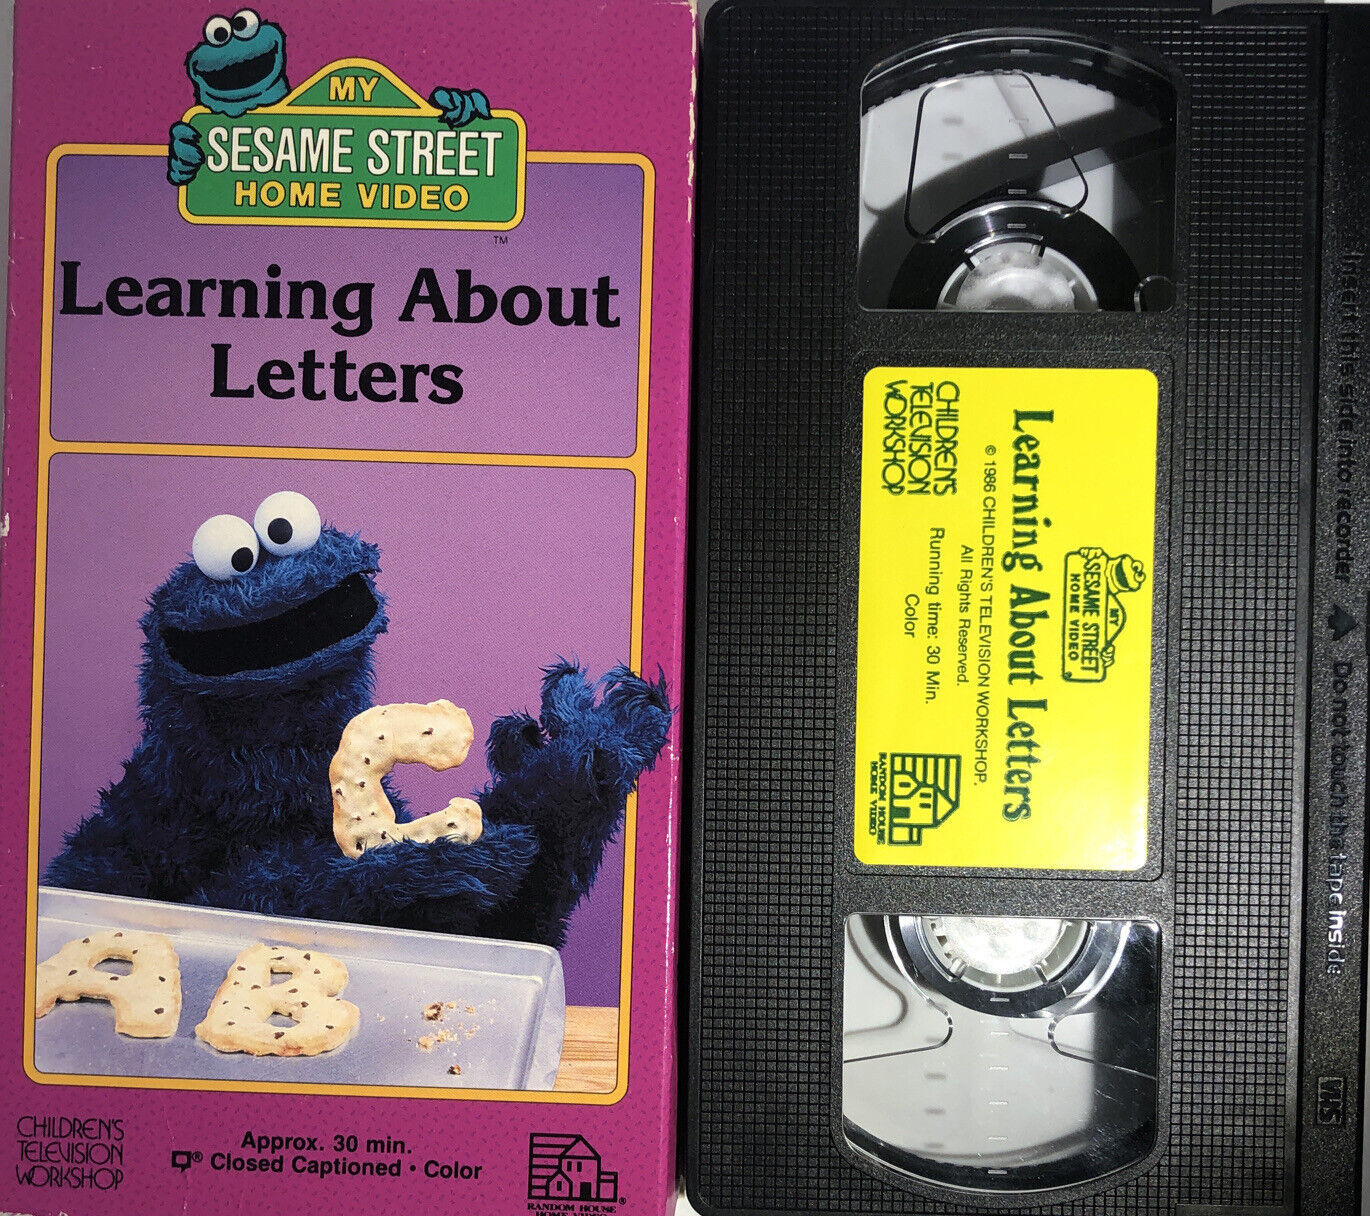 MY
SESAME STREET
HOME VIDEO
TM
Learning About
Letters
C
A B
CHILDREN'S
TELEVISION
WORKSHOP
Approx. 30 min.
® Closed Captioned • Color
RANDOM HOUSE
HOME VIDEO
®
MY
SESAME STREET
HOME VIDEO
®
Learning About Letters
© 1986 CHILDREN'S TELEVISION WORKSHOP.
All Rights Reserved.
Running time: 30 Min.
Color
CHILDREN'S
TELEVISION
WORKSHOP
RANDOM HOUSE
HOME VIDEO
Insert this side into recorder Do not touch the tape inside
VHS